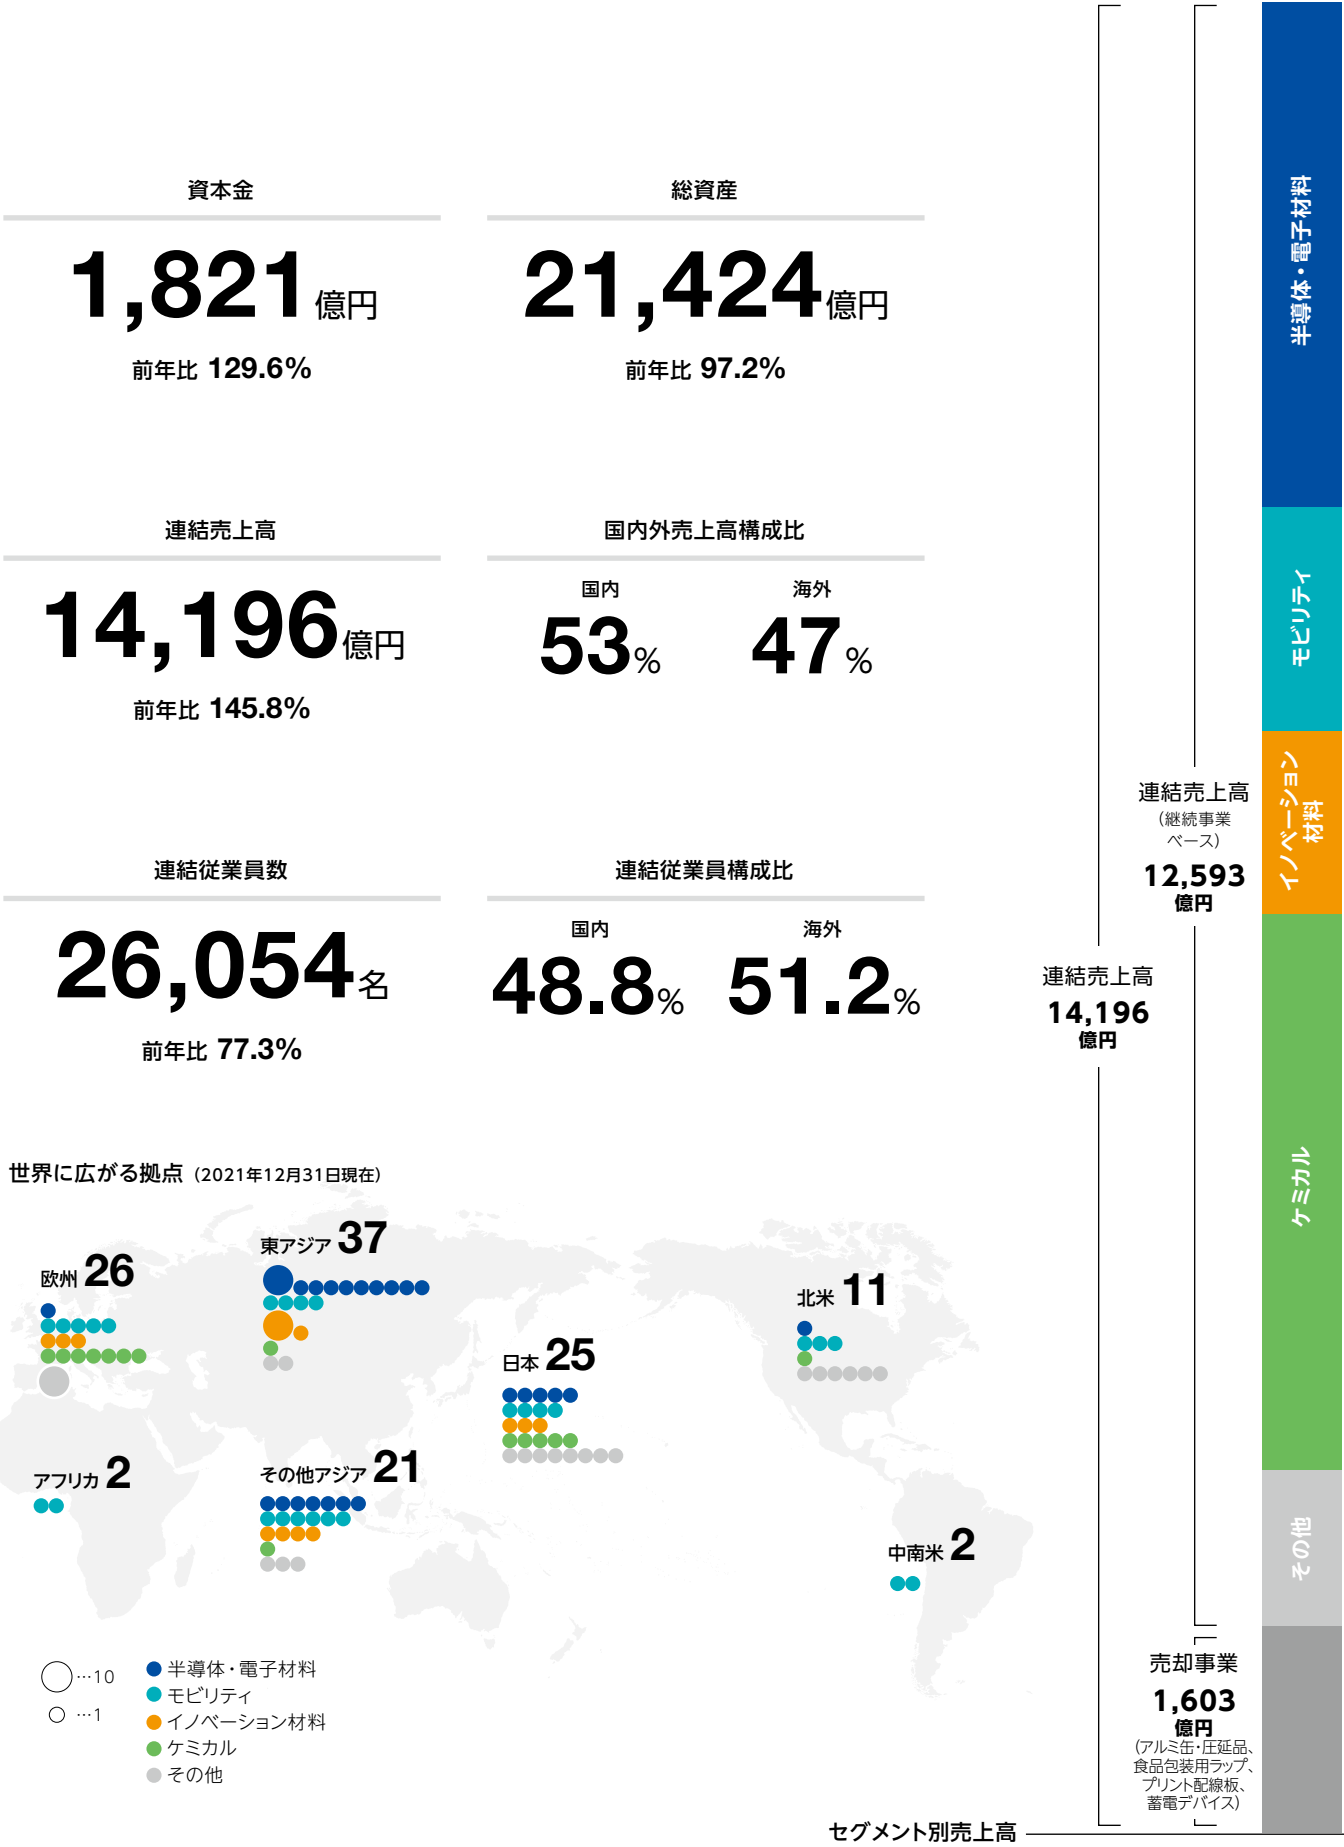 資本金
1,821億円
前年比 129.6%
総資産
21,424億円
前年比 97.2%
連結売上高
14,196億円
前年比 145.8%
国内外売上高構成比
国内
53%
海外
47%
連結従業員数
26,054名
前年比 77.3%
連結従業員構成比
国内
48.8%
海外
51.2%
世界に広がる拠点（2021年12月31日現在）
欧州 26
東アジア 37
日本 25
北米 11
アフリカ 2
その他アジア 21
中南米 2
…10
…1
半導体・電子材料
モビリティ
イノベーション材料
ケミカル
その他
連結売上高
14,196
億円
連結売上高
（継続事業
ベース）
12,593
億円
売却事業
1,603
億円
（アルミ缶・圧延品、
食品包装用ラップ、
プリント配線板、
蓄電デバイス）
半導体・電子材料
モビリティ
イノベーション
材料
ケミカル
その他
セグメント別売上高